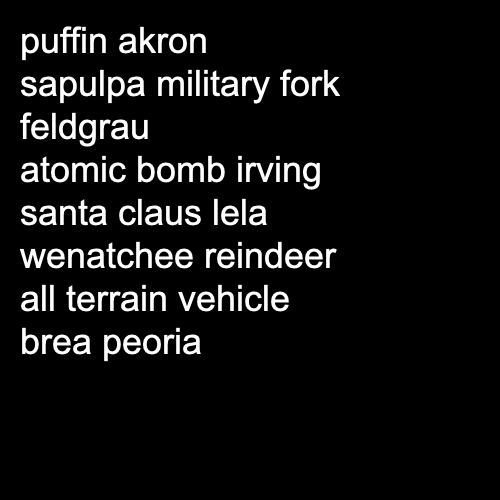 puffin akron
sapulpa military fork
feldgrau
atomic bomb irving
santa claus lela
wenatchee reindeer
all terrain vehicle
brea peoria